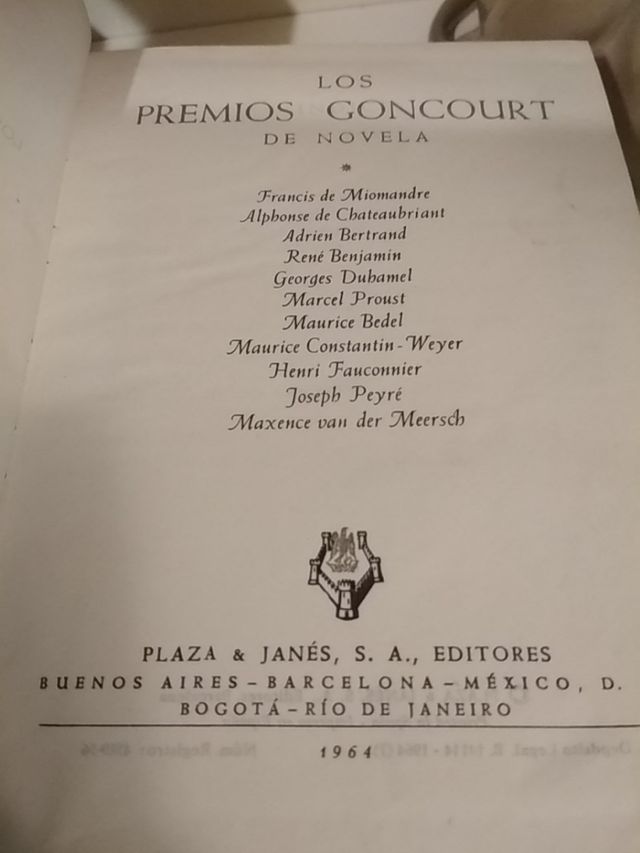 LOS
PREMIOS GONCOURT
DE NOVELA
*
Francis de Miomandre
Alphonse de Chateaubriant
Adrien Bertrand
René Benjamin
Georges Duhamel
Marcel Proust
Maurice Bedel
Maurice Constantin-Weyer
Henri Fauconnier
Joseph Peyré
Maxence van der Meersch
PLAZA & JANÉS, S. A., EDITORES
BUENOS AIRES – BARCELONA – MÉXICO, D.
BOGOTÁ – RÍO DE JANEIRO
1964